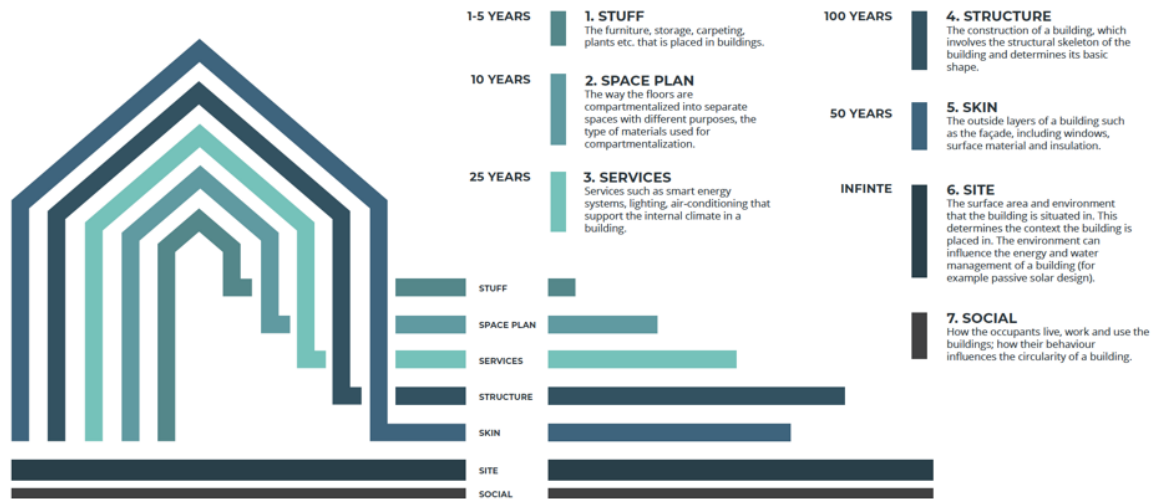 1-5 YEARS
1. STUFF
The furniture, storage, carpeting,
plants etc. that is placed in buildings.
10 YEARS
2. SPACE PLAN
The way the floors are
compartmentalized into separate
spaces with different purposes, the
type of materials used for
compartmentalization.
25 YEARS
3. SERVICES
Services such as smart energy
systems, lighting, air-conditioning that
support the internal climate in a
building.
100 YEARS
4. STRUCTURE
The construction of a building, which
involves the structural skeleton of the
building and determines its basic
shape.
50 YEARS
5. SKIN
The outside layers of a building such
as the façade, including windows,
surface material and insulation.
INFINTE
6. SITE
The surface area and environment
that the building is situated in. This
determines the context the building is
placed in. The environment can
influence the energy and water
management of a building (for
example passive solar design).
7. SOCIAL
How the occupants live, work and use the
buildings; how their behaviour
influences the circularity of a building.
STUFF
SPACE PLAN
SERVICES
STRUCTURE
SKIN
SITE
SOCIAL